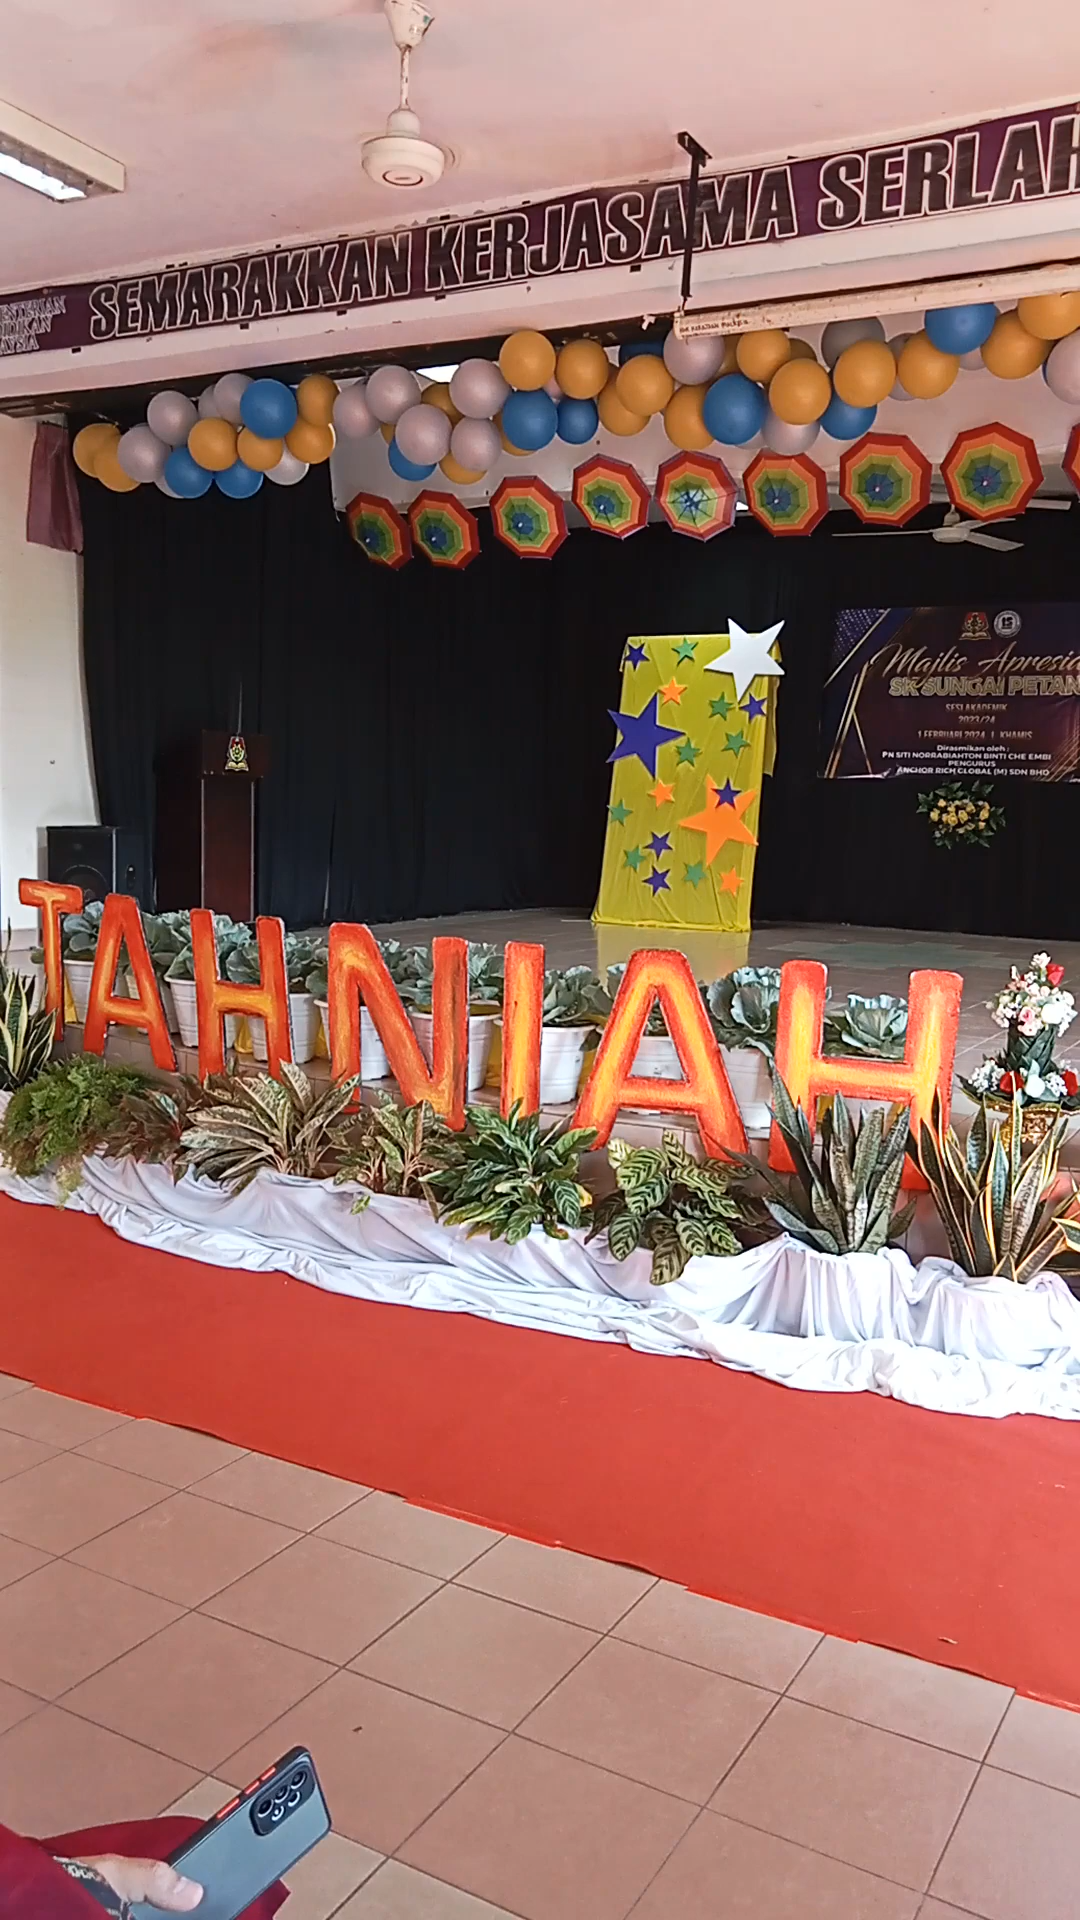 SEMARAKKAN KERJASAMA SERLAH
Majlis Apresia
SK SUNGAI PETAN
SESI AKADEMIK
2023/24
1 FEBRUARI 2024 | KHAMIS
Dirasmikan oleh :
PN SITI NORRABIAHTON BINTI CHE EMBI
PENGURUS
ANCHOR RICH GLOBAL (M) SDN BHD
TAHNIAH